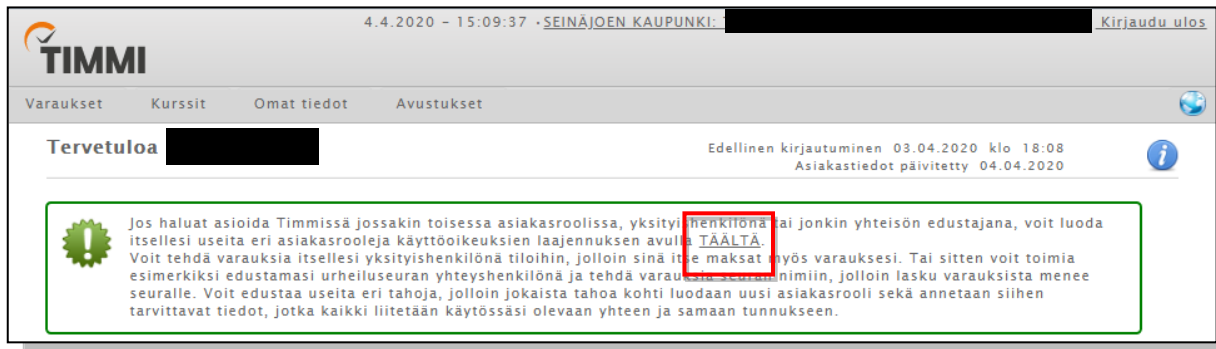 4.4.2020 – 15:09:37 • SEINÄJOEN KAUPUNKI: Kirjaudu ulos
TIMMI
Varaukset Kurssit Omat tiedot Avustukset
Tervetuloa
Edellinen kirjautuminen 03.04.2020 klo 18:08
Asiakastiedot päivitetty 04.04.2020
Jos haluat asioida Timmissä jossakin toisessa asiakasroolissa, yksityishenkilönä tai jonkin yhteisön edustajana, voit luoda
itsellesi useita eri asiakasrooleja käyttöoikeuksien laajennuksen avulla TÄÄLTÄ.
Voit tehdä varauksia itsellesi yksityishenkilönä tiloihin, jolloin sinä itse maksat myös varauksesi. Tai sitten voit toimia
esimerkiksi edustamasi urheiluseuran yhteyshenkilönä ja tehdä varauksia seuran nimiin, jolloin lasku varauksista menee
seuralle. Voit edustaa useita eri tahoja, jolloin jokaista tahoa kohti luodaan uusi asiakasrooli sekä annetaan siihen
tarvittavat tiedot, jotka kaikki liitetään käytössäsi olevaan yhteen ja samaan tunnukseen.